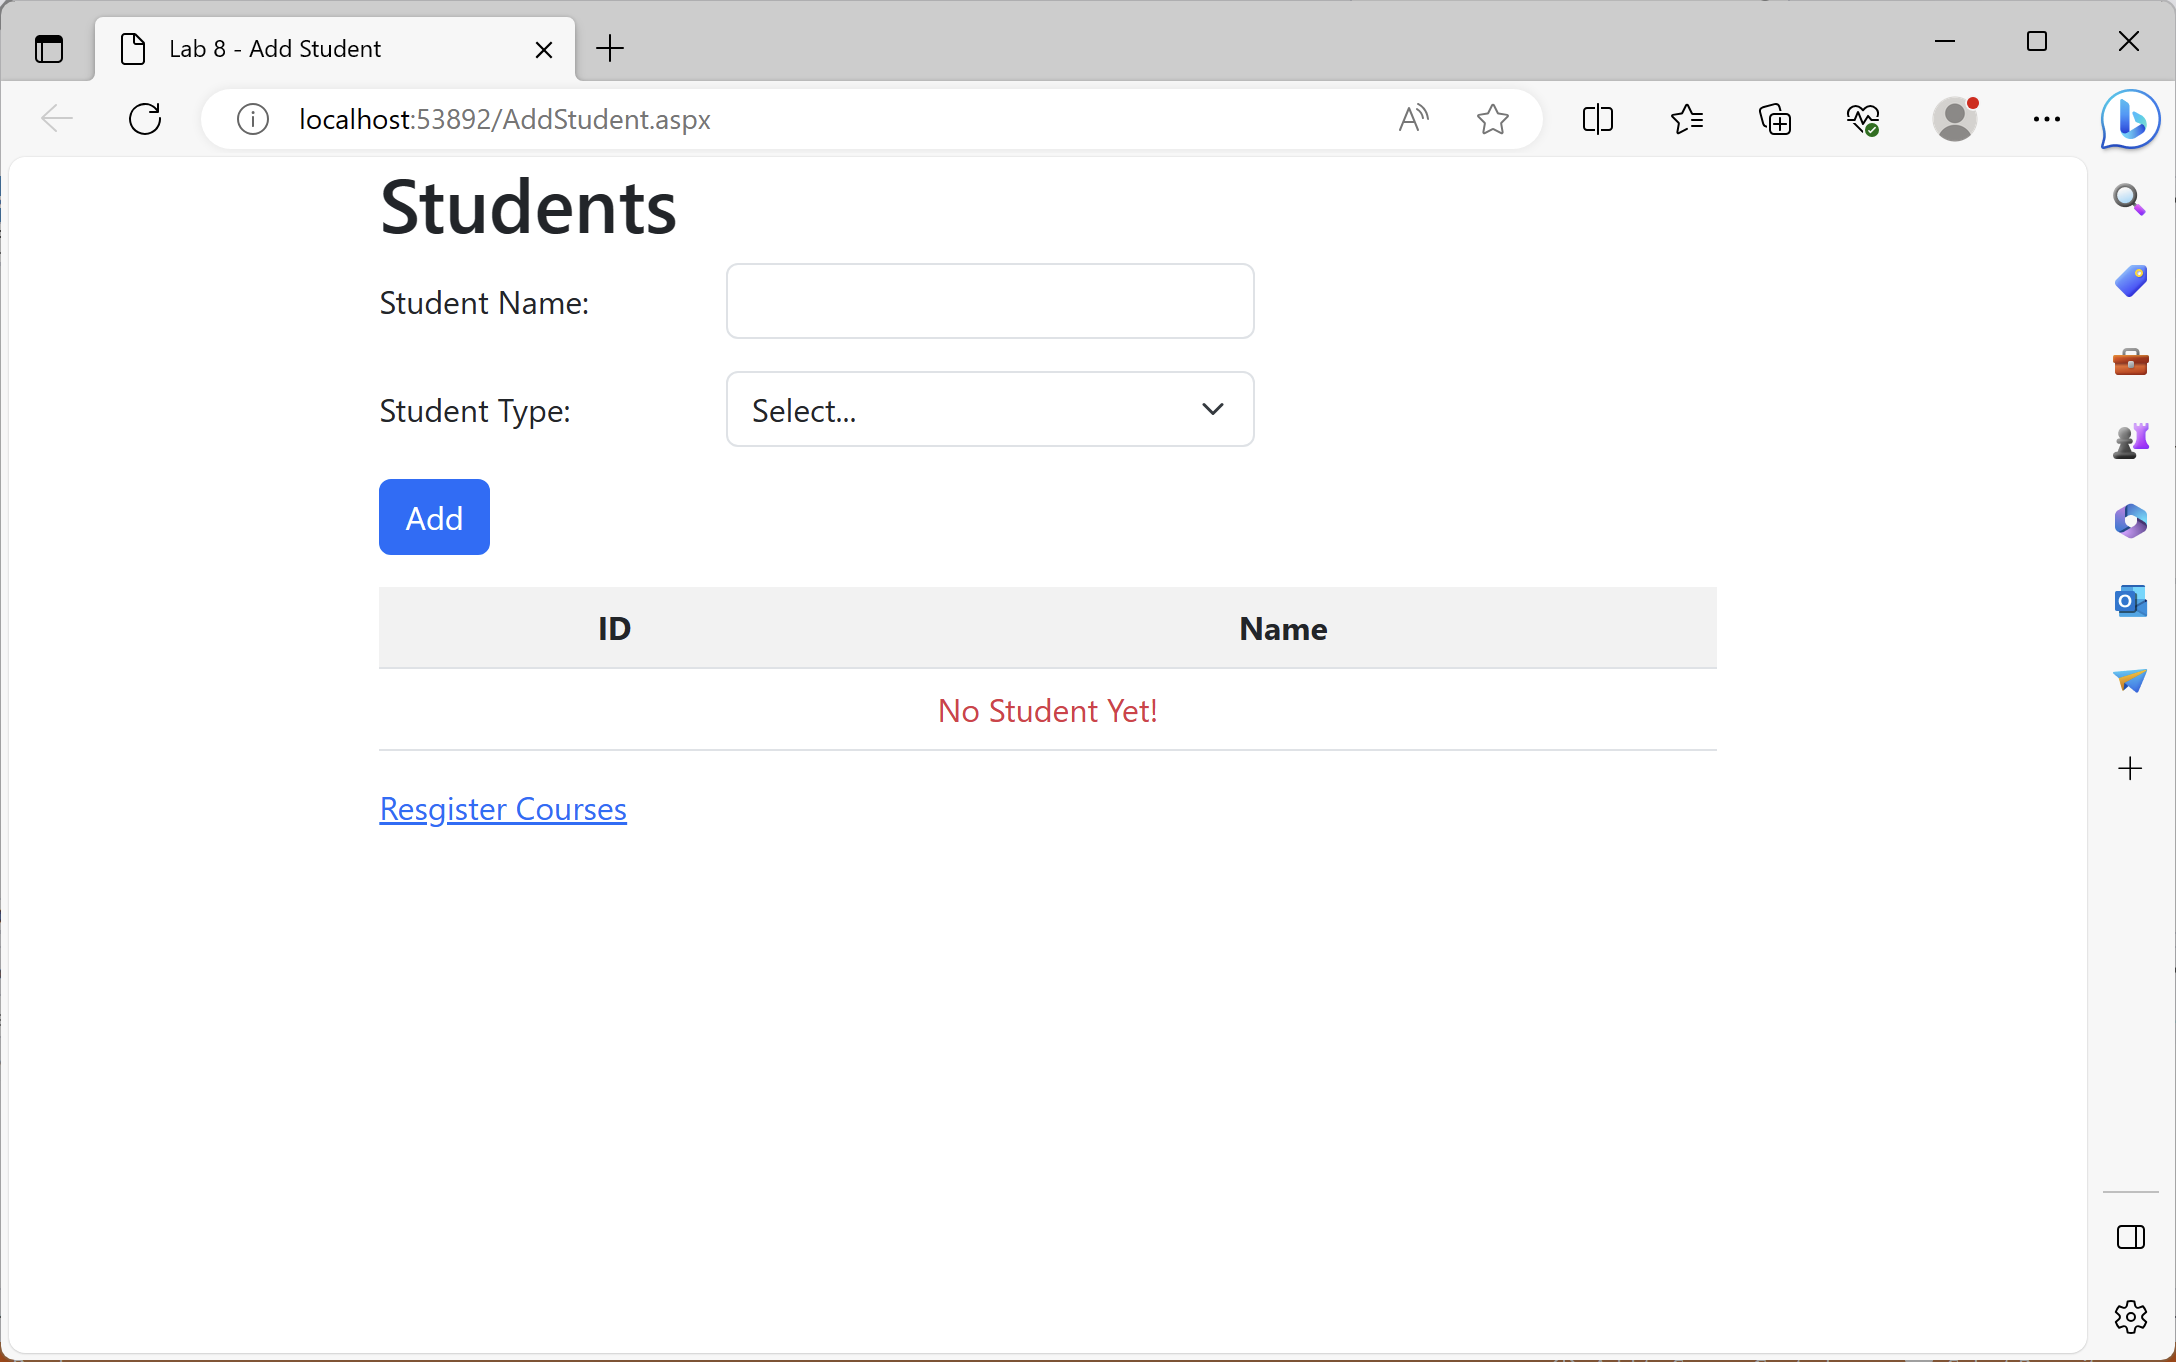 Lab 8 - Add Student
localhost:53892/AddStudent.aspx
Students
Student Name:
Student Type: Select...
Add
ID Name
No Student Yet!
Resgister Courses